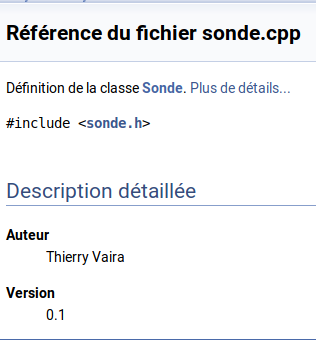 Référence du fichier sonde.cpp
Définition de la classe Sonde. Plus de détails...
#include <sonde.h>
Description détaillée
Auteur
Thierry Vaira
Version
0.1